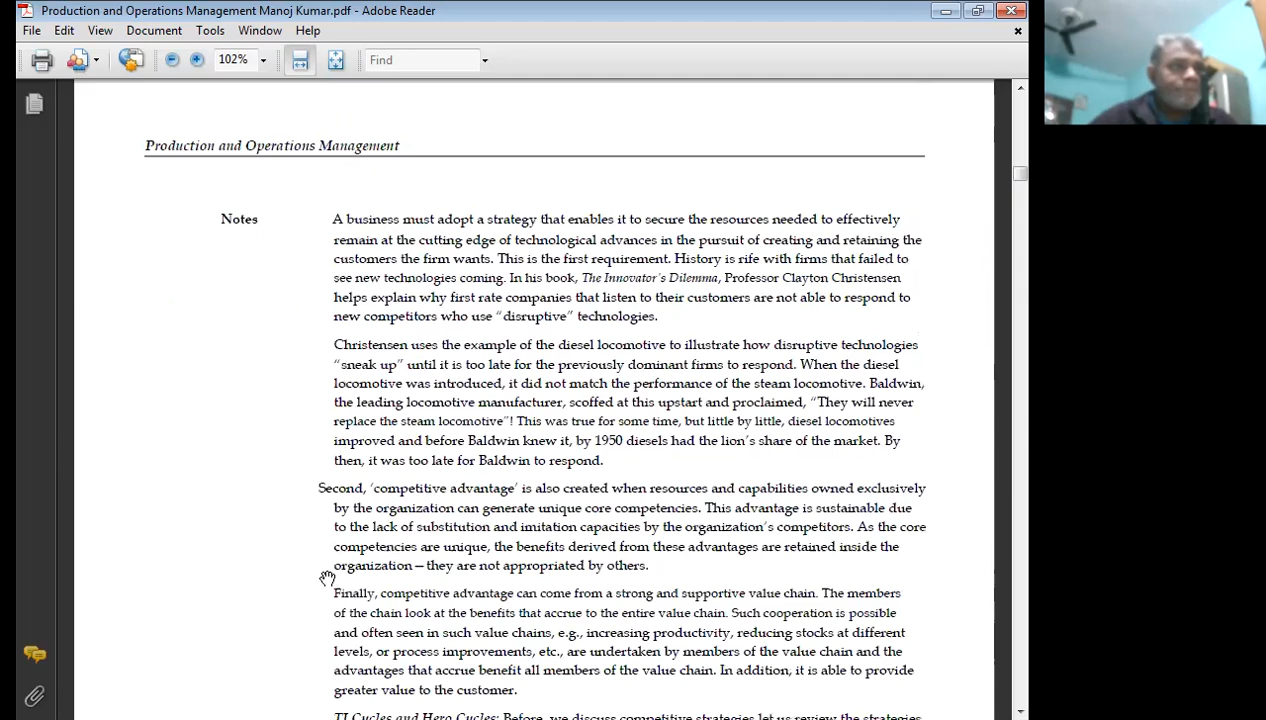 Production and Operations Management Manoj Kumar.pdf - Adobe Reader
File Edit View Document Tools Window Help
102% Find
Production and Operations Management
Notes
A business must adopt a strategy that enables it to secure the resources needed to effectively
remain at the cutting edge of technological advances in the pursuit of creating and retaining the
customers the firm wants. This is the first requirement. History is rife with firms that failed to
see new technologies coming. In his book, The Innovator's Dilemma, Professor Clayton Christensen
helps explain why first rate companies that listen to their customers are not able to respond to
new competitors who use "disruptive" technologies.
Christensen uses the example of the diesel locomotive to illustrate how disruptive technologies
"sneak up" until it is too late for the previously dominant firms to respond. When the diesel
locomotive was introduced, it did not match the performance of the steam locomotive. Baldwin,
the leading locomotive manufacturer, scoffed at this upstart and proclaimed, "They will never
replace the steam locomotive"! This was true for some time, but little by little, diesel locomotives
improved and before Baldwin knew it, by 1950 diesels had the lion's share of the market. By
then, it was too late for Baldwin to respond.
Second, 'competitive advantage' is also created when resources and capabilities owned exclusively
by the organization can generate unique core competencies. This advantage is sustainable due
to the lack of substitution and imitation capacities by the organization's competitors. As the core
competencies are unique, the benefits derived from these advantages are retained inside the
organization—they are not appropriated by others.
Finally, competitive advantage can come from a strong and supportive value chain. The members
of the chain look at the benefits that accrue to the entire value chain. Such cooperation is possible
and often seen in such value chains, e.g., increasing productivity, reducing stocks at different
levels, or process improvements, etc., are undertaken by members of the value chain and the
advantages that accrue benefit all members of the value chain. In addition, it is able to provide
greater value to the customer.
TI Cycles and Hero Cycles: Before, we discuss competitive strategies let us review the strategies